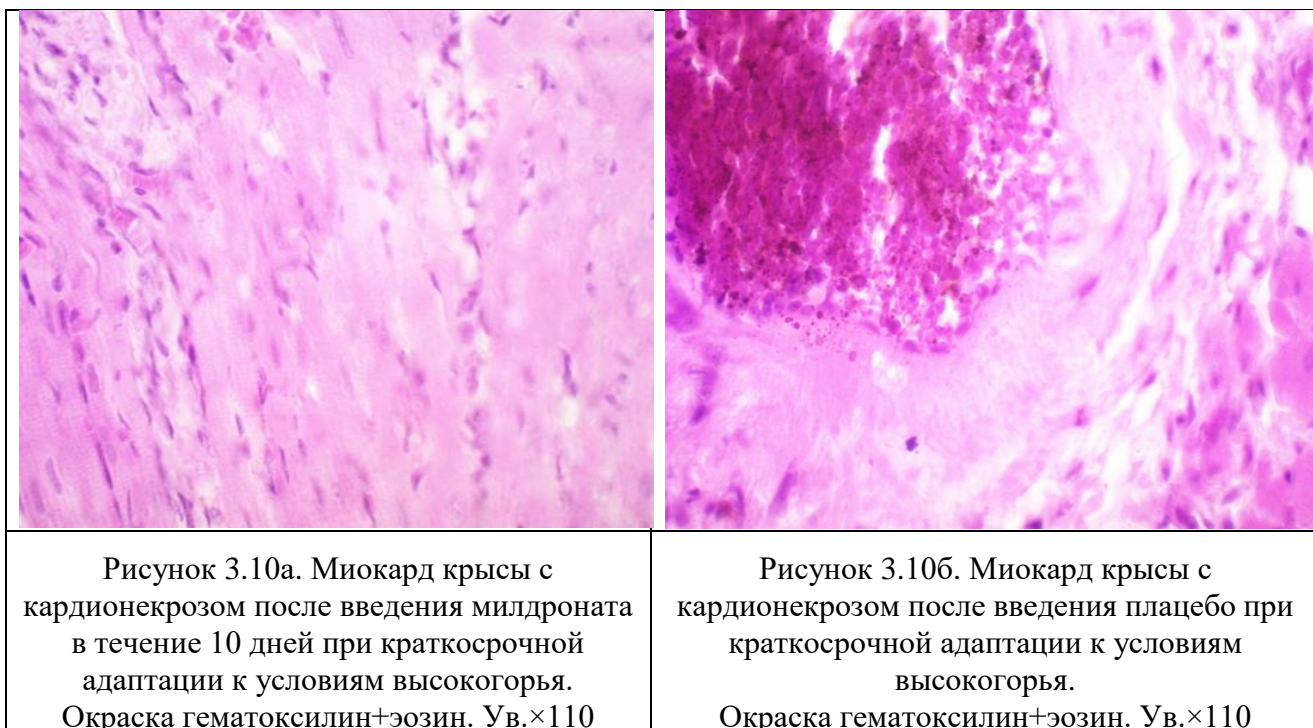 Рисунок 3.10а. Миокард крысы с
кардионекрозом после введения милдроната
в течение 10 дней при краткосрочной
адаптации к условиям высокогорья.
Окраска гематоксилин+эозин. Ув.×110
Рисунок 3.10б. Миокард крысы с
кардионекрозом после введения плацебо при
краткосрочной адаптации к условиям
высокогорья.
Окраска гематоксилин+эозин. Ув.×110